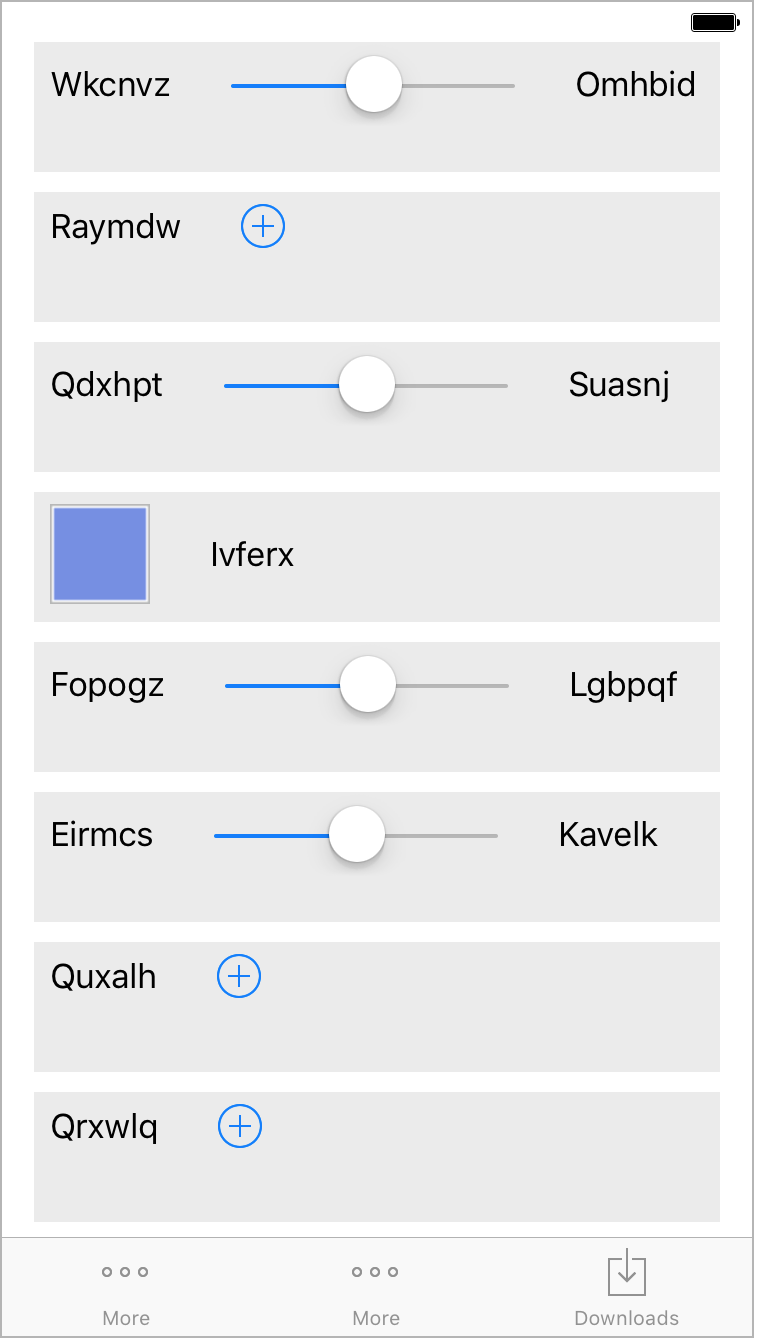 Wkcnvz Omhbid
Raymdw
Qdxhpt Suasnj
Ivferx
Fopogz Lgbpqf
Eirmcs Kavelk
Quxalh
Qrxwlq
More More Downloads